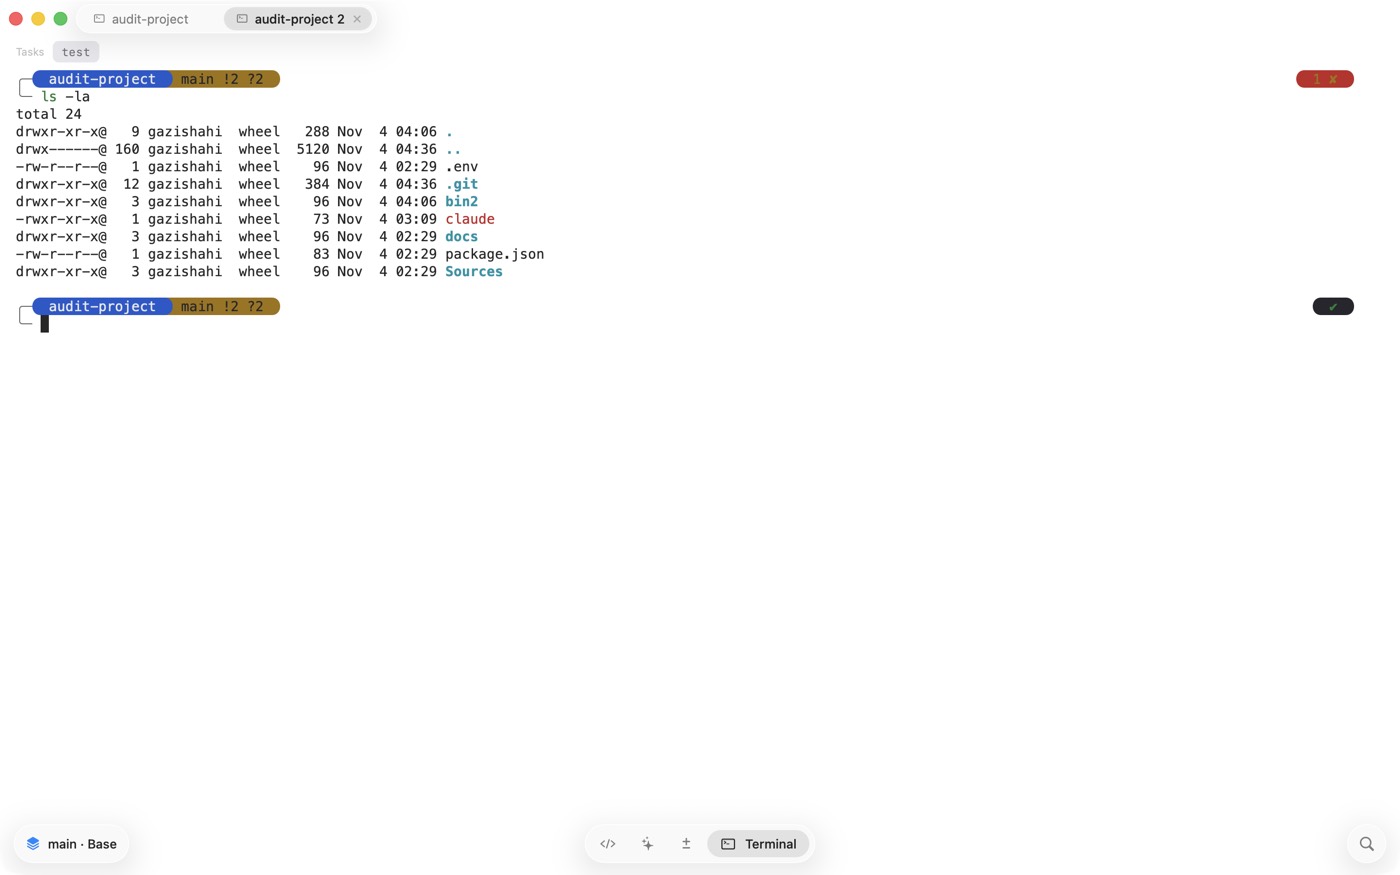 audit-project
audit-project 2 ×
Tasks test
audit-project main !2 ?2 1 ✘
ls -la
total 24
drwxr-xr-x@   9 gazishahi  wheel   288 Nov  4 04:06 .
drwx------@ 160 gazishahi  wheel  5120 Nov  4 04:36 ..
-rw-r--r--@   1 gazishahi  wheel    96 Nov  4 02:29 .env
drwxr-xr-x@  12 gazishahi  wheel   384 Nov  4 04:36 .git
drwxr-xr-x@   3 gazishahi  wheel    96 Nov  4 04:06 bin2
-rwxr-xr-x@   1 gazishahi  wheel    73 Nov  4 03:09 claude
drwxr-xr-x@   3 gazishahi  wheel    96 Nov  4 02:29 docs
-rw-r--r--@   1 gazishahi  wheel    83 Nov  4 02:29 package.json
drwxr-xr-x@   3 gazishahi  wheel    96 Nov  4 02:29 Sources
audit-project main !2 ?2 ✔
main · Base
Terminal